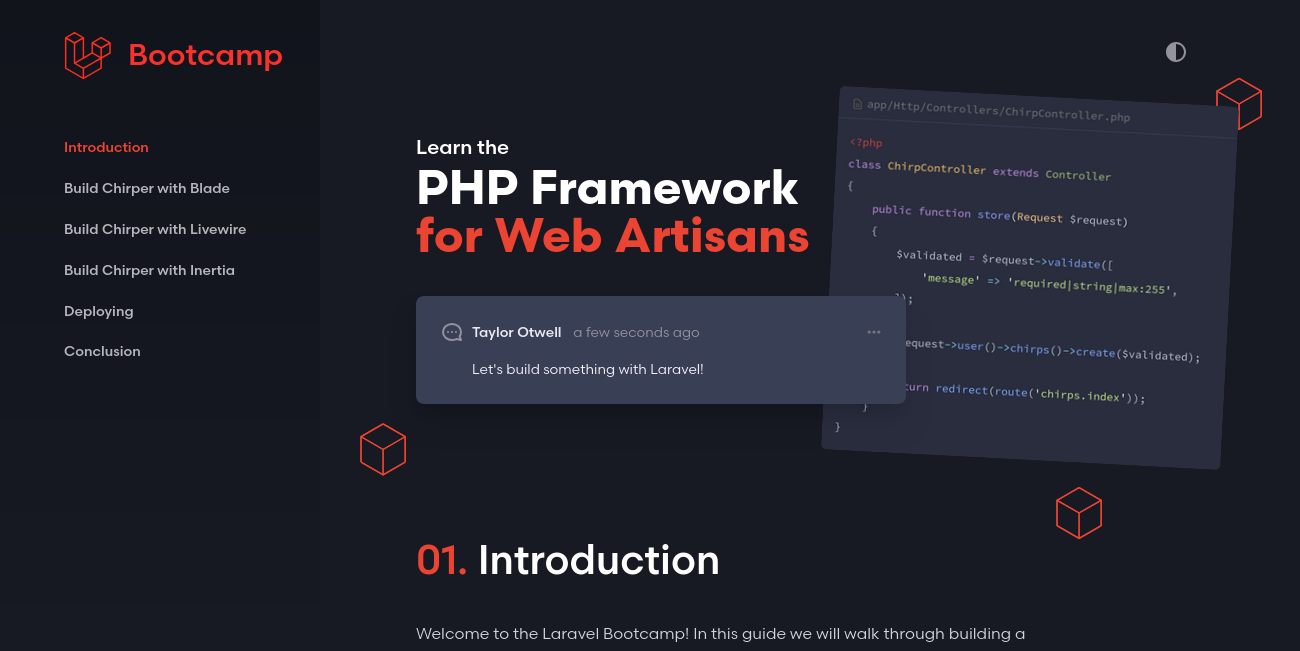 Bootcamp
Introduction
Build Chirper with Blade
Build Chirper with Livewire
Build Chirper with Inertia
Deploying
Conclusion
Learn the
PHP Framework
for Web Artisans
Taylor Otwell a few seconds ago
Let's build something with Laravel!
app/Http/Controllers/ChirpController.php
<?php
class ChirpController extends Controller
{
public function store(Request $request)
{
$validated = $request->validate([
'message' => 'required|string|max:255',
]);
equest->user()->chirps()->create($validated);
turn redirect(route('chirps.index'));
}
}
01. Introduction
Welcome to the Laravel Bootcamp! In this guide we will walk through building a